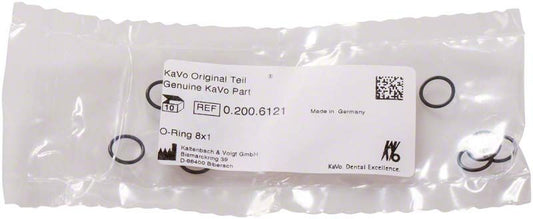 KaVo Original Teil ®
Genuine KaVo Part
10 REF 0.200.6121 Made in Germany
O-Ring 8x1
Kaltenbach & Voigt GmbH
Bismarckring 39
D-88400 Biberach
KaVo. Dental Excellence.